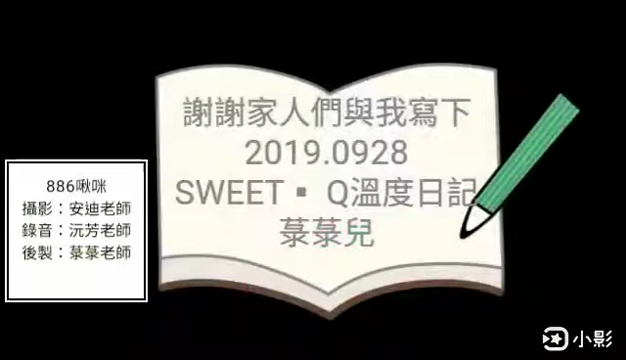 謝謝家人們與我寫下
2019.0928
SWEET▪ Q溫度日記
菉菉兒
886啾咪
攝影：安迪老師
錄音：沅芳老師
後製：菉菉老師
小影